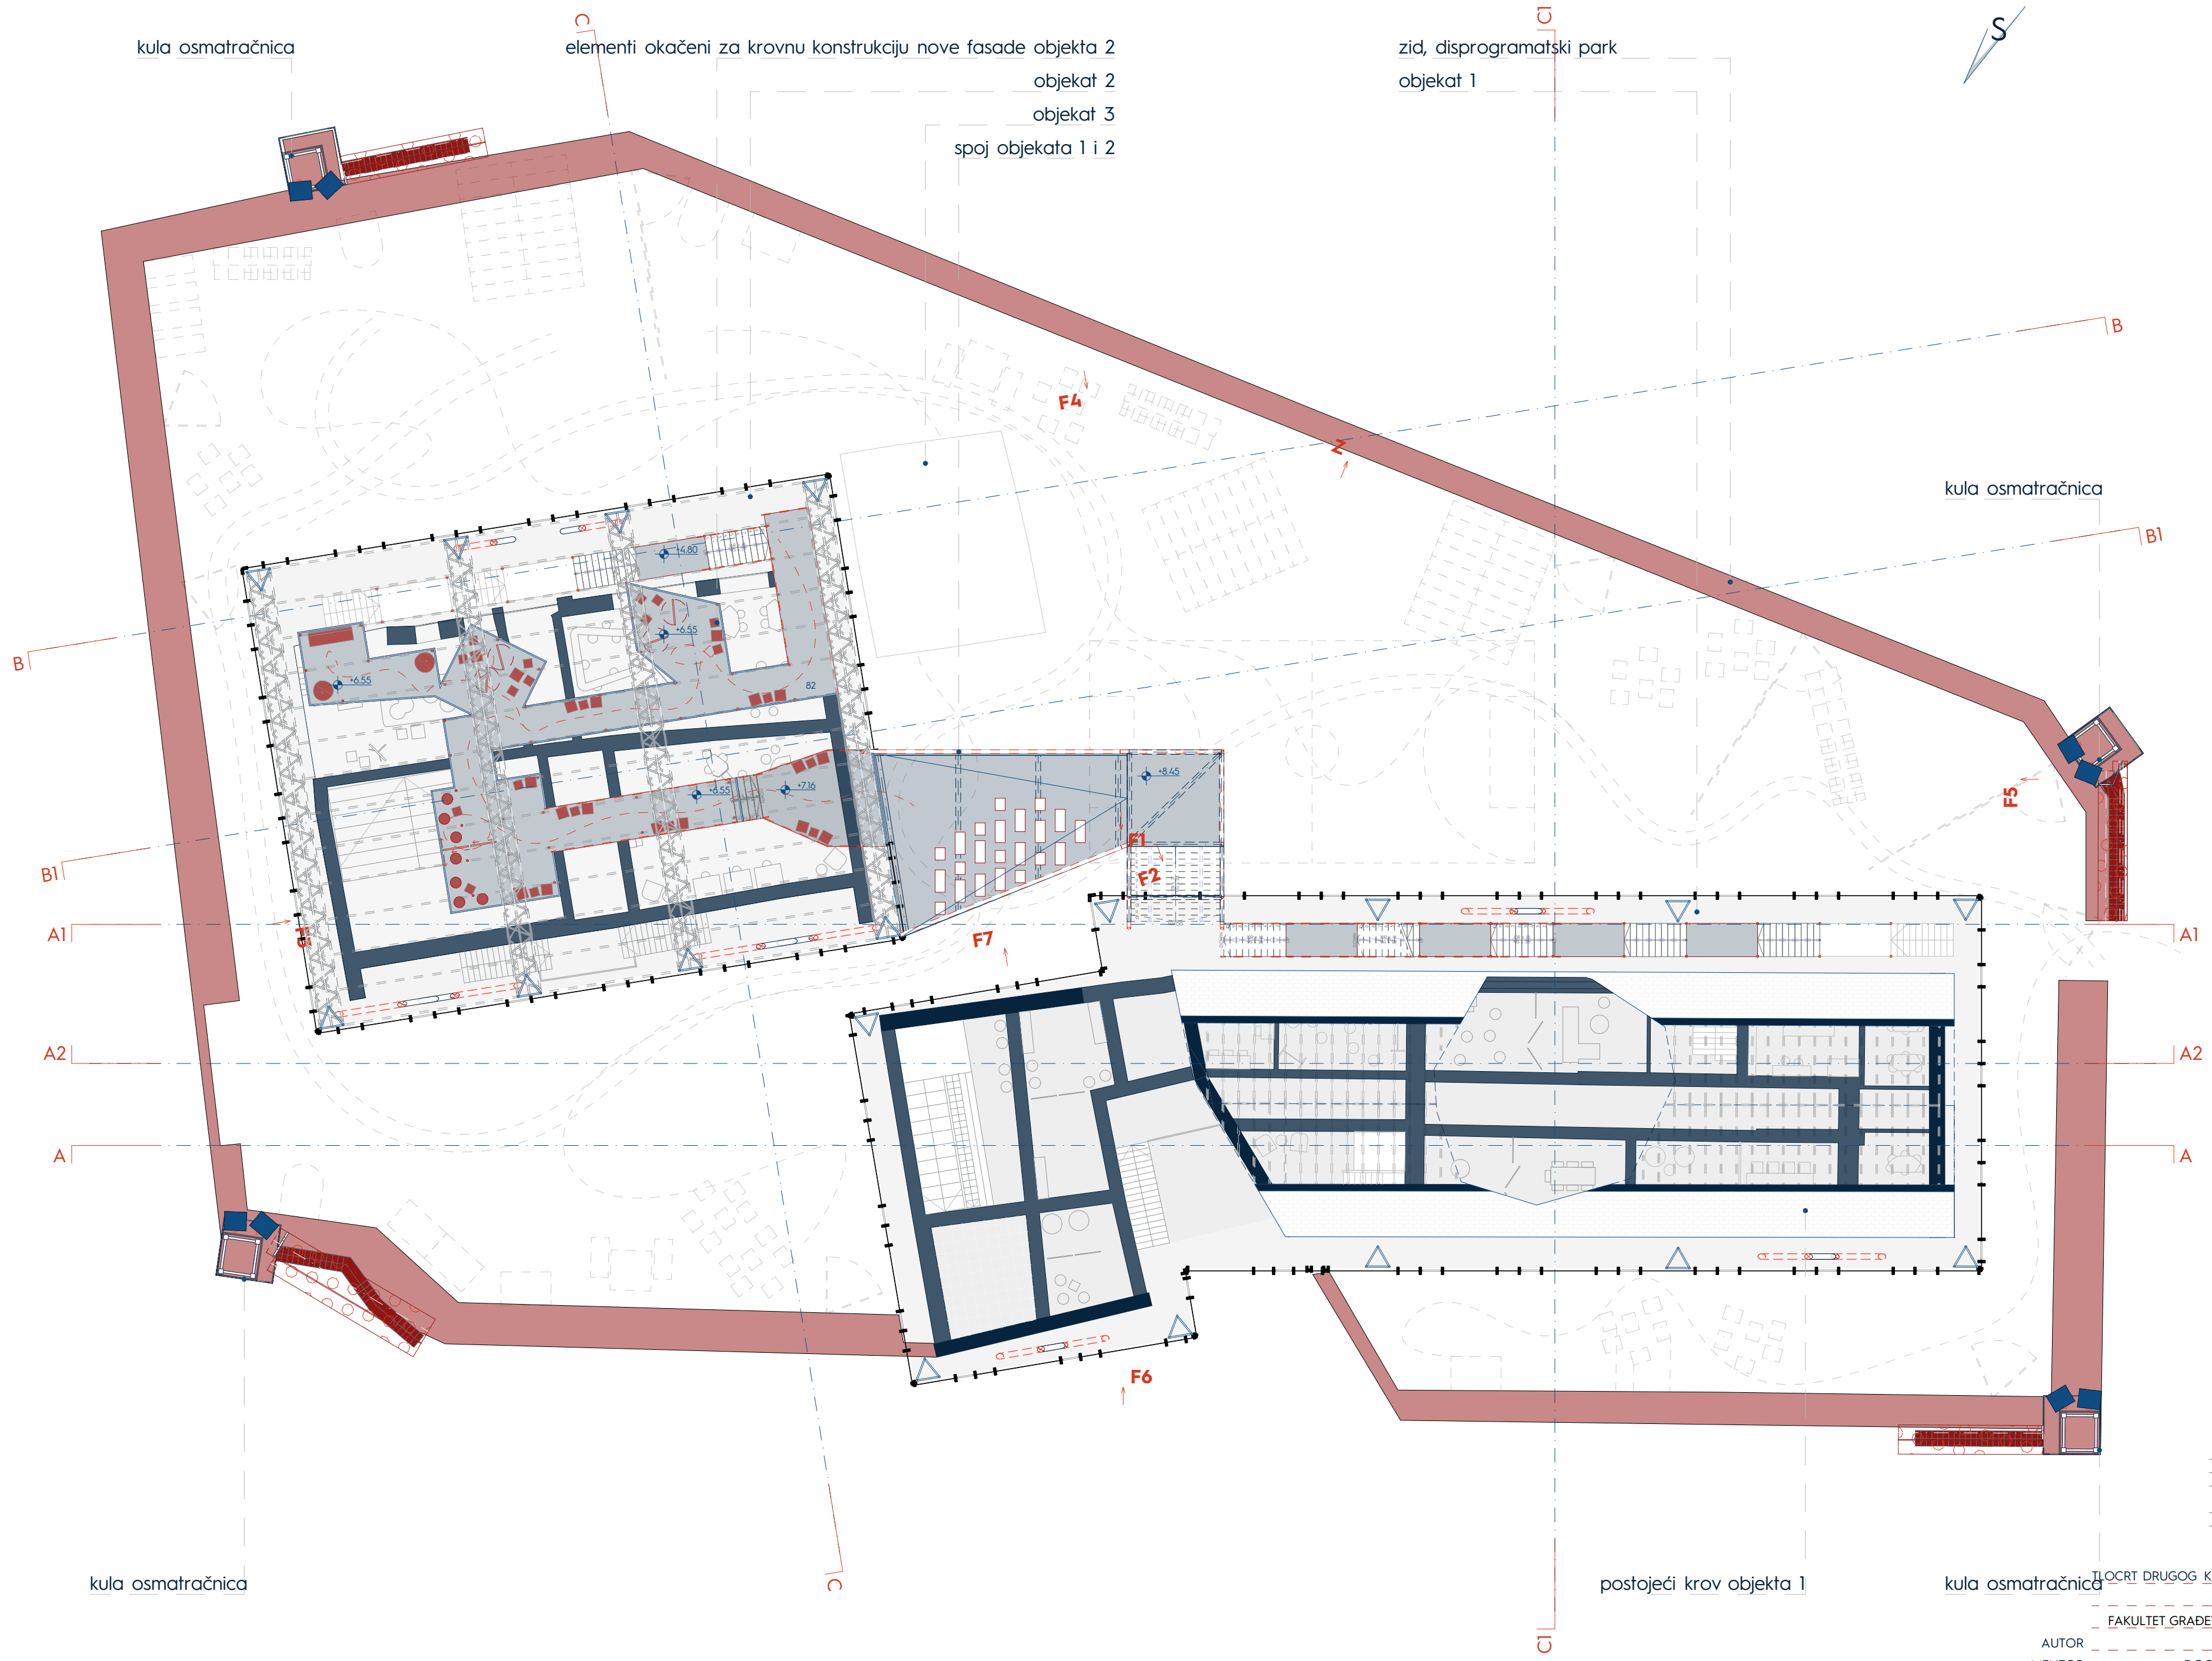 C
C1
S
kula osmatračnica
elementi okačeni za krovnu konstrukciju nove fasade objekta 2
zid, disprogramatski park
objekat 2
objekat 1
objekat 3
spoj objekata 1 i 2
B
F4
Z
kula osmatračnica
B1
+4.80
+6.55
B
+6.55
82
+8.45
+6.55
+7.16
F5
F1
B1
F2
A1
F7
A1
A2
A2
A
A
F6
C
kula osmatračnica
postojeći krov objekta 1
kula osmatračnica
TLOCRT DRUGOG K
FAKULTET GRAĐE
C1
AUTOR